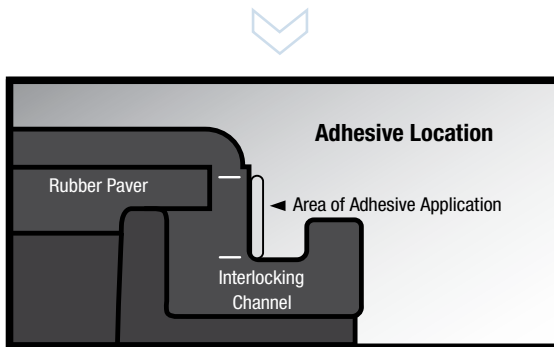 Adhesive Location
Rubber Paver
Area of Adhesive Application
Interlocking
Channel